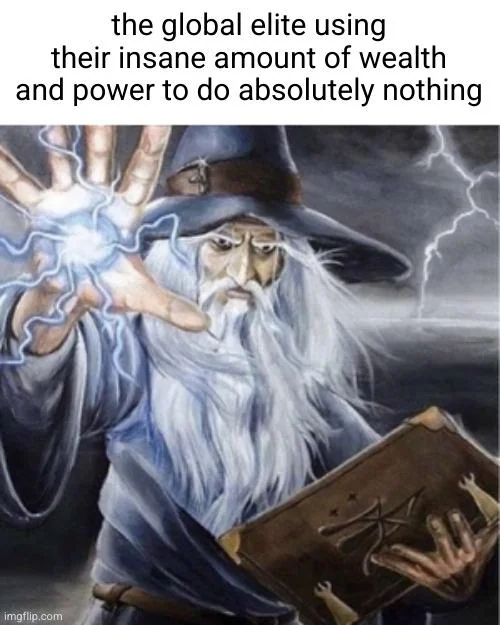 the global elite using
their insane amount of wealth
and power to do absolutely nothing
imgflip.com